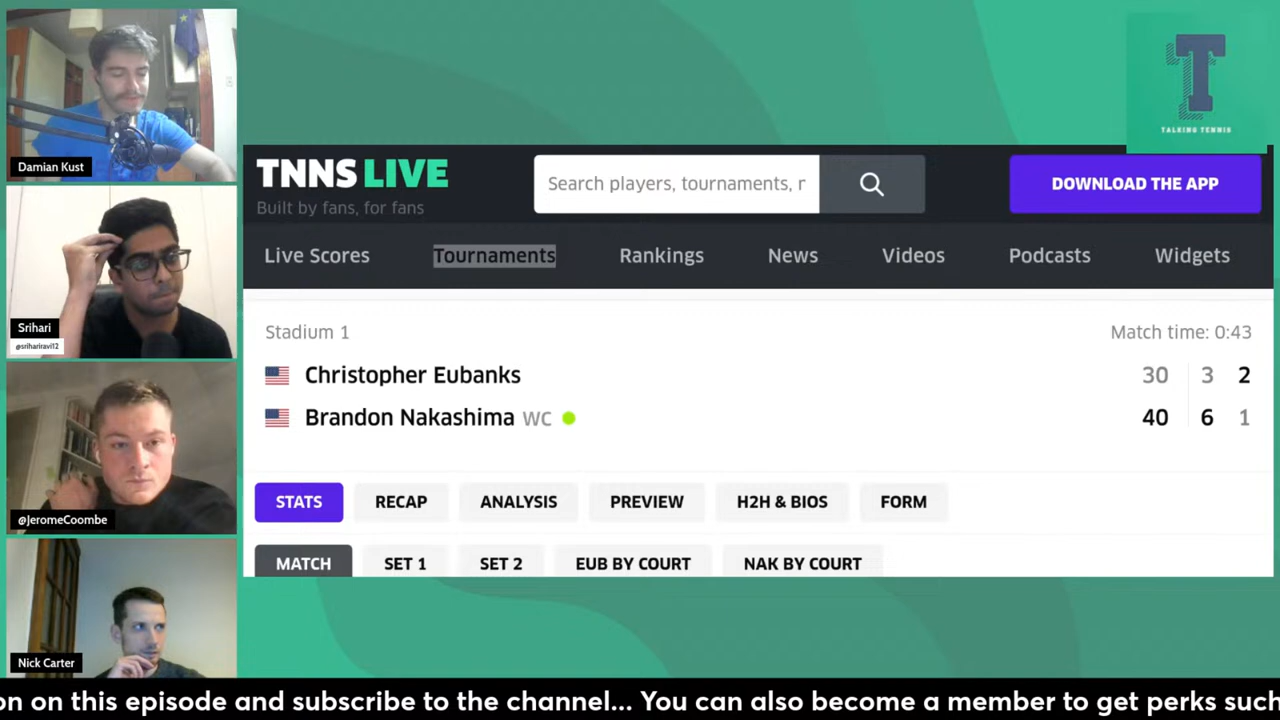 Damian Kust
Srihari
@srihariravi12
@JeromeCoombe
Nick Carter
T
TALKING TENNIS
TNNS LIVE
Built by fans, for fans
Search players, tournaments, r
DOWNLOAD THE APP
Live Scores Tournaments Rankings News Videos Podcasts Widgets
Stadium 1 Match time: 0:43
Christopher Eubanks 30 3 2
Brandon Nakashima WC 40 6 1
STATS RECAP ANALYSIS PREVIEW H2H & BIOS FORM
MATCH SET 1 SET 2 EUB BY COURT NAK BY COURT
on on this episode and subscribe to the channel... You can also become a member to get perks such